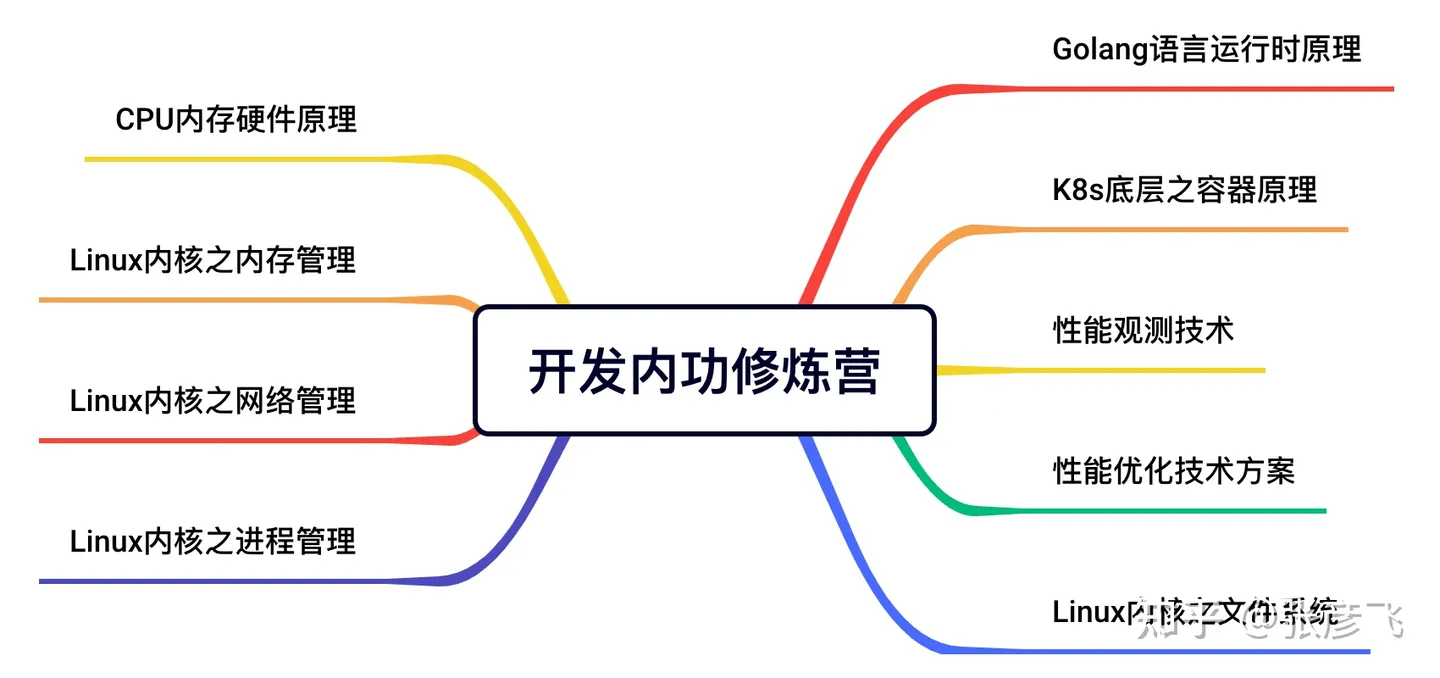 Golang语言运行时原理
CPU内存硬件原理
K8s底层之容器原理
Linux内核之内存管理
性能观测技术
开发内功修炼营
Linux内核之网络管理
性能优化技术方案
Linux内核之进程管理
Linux内核之文件系统
知乎 @张彦飞